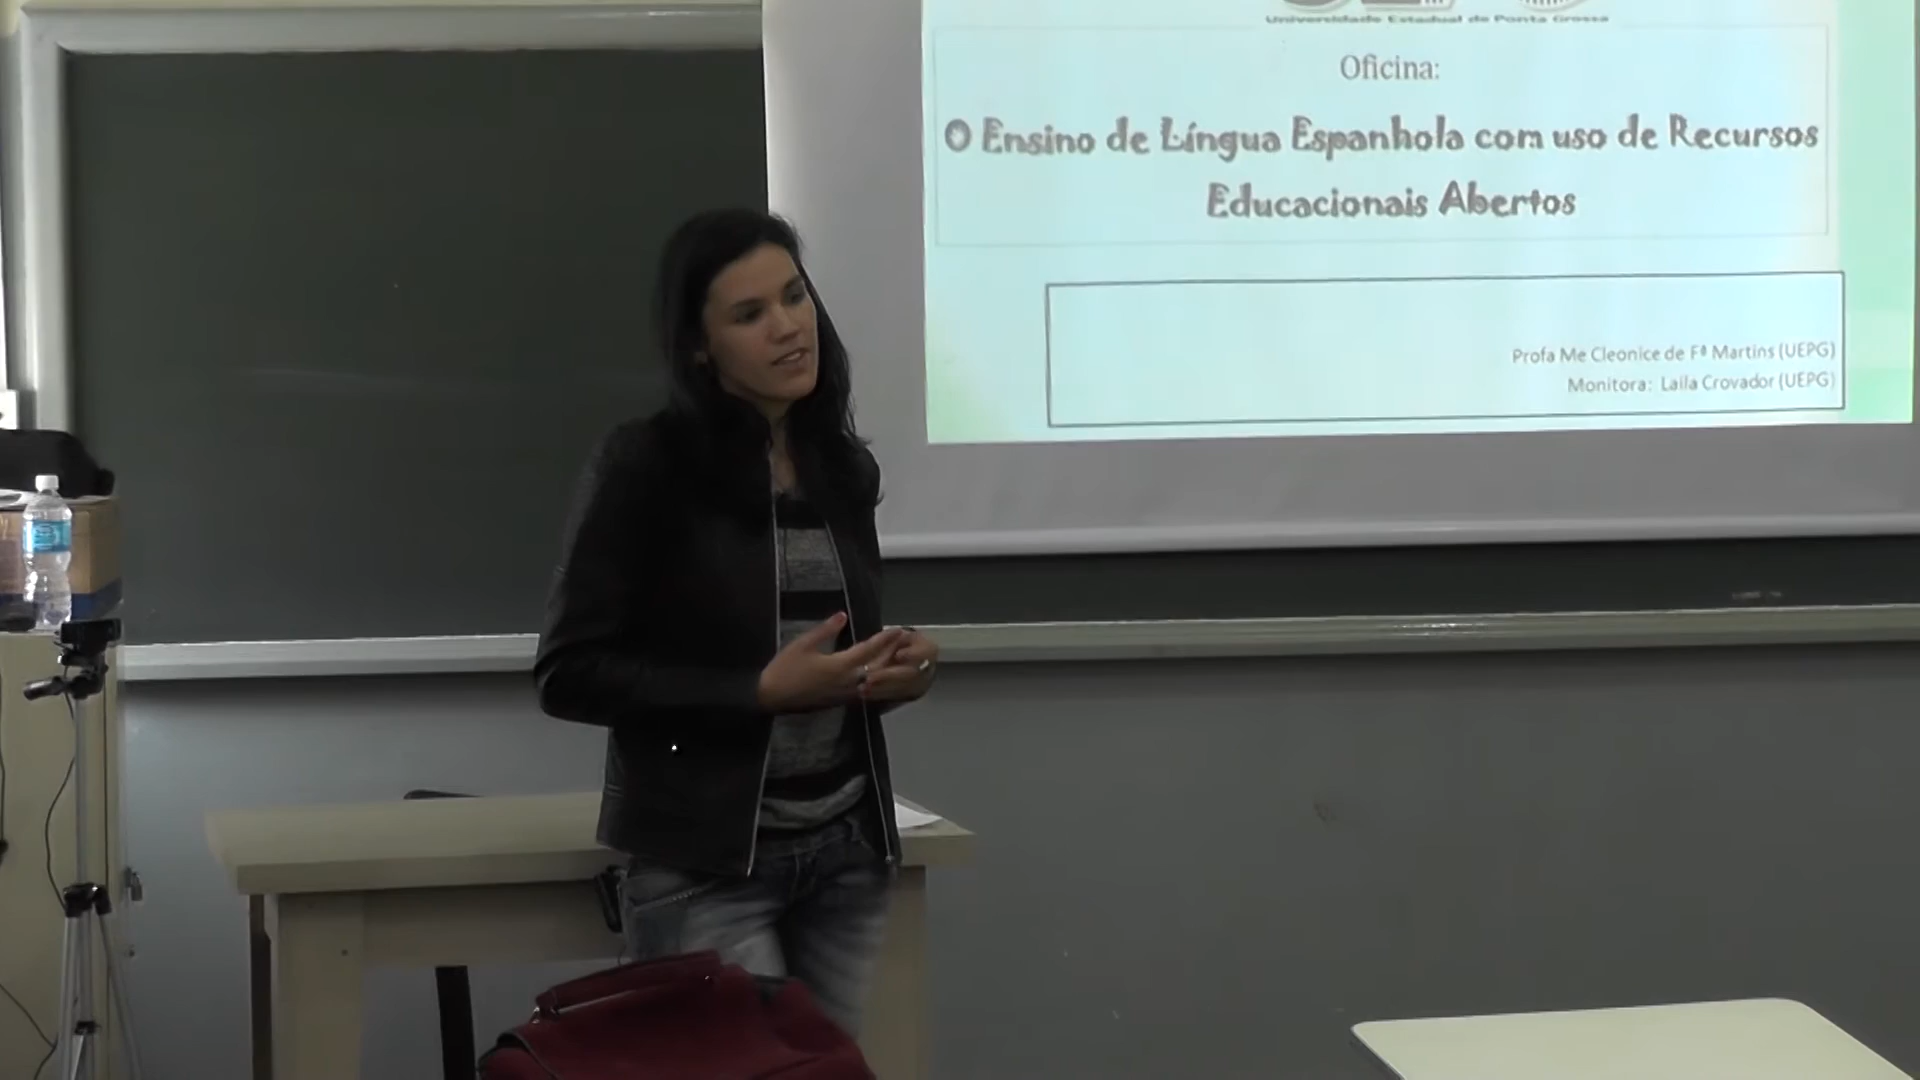 Universidade Estadual de Ponta Grossa
Oficina:
O Ensino de Língua Espanhola com uso de Recursos
Educacionais Abertos
Profa Me Cleonice de Fª Martins (UEPG)
Monitora: Laila Crovador (UEPG)